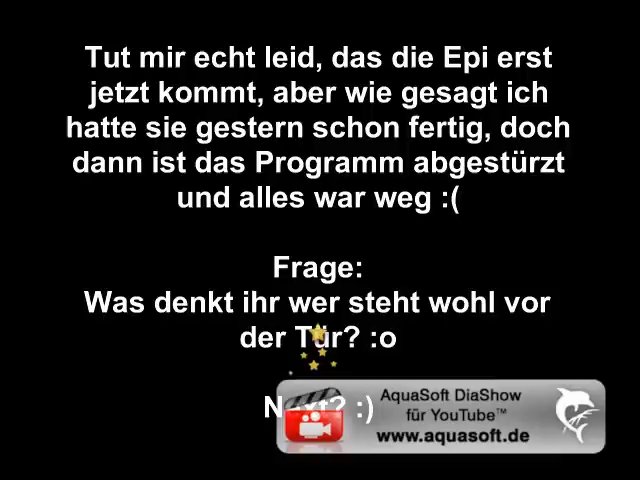 Tut mir echt leid, das die Epi erst
jetzt kommt, aber wie gesagt ich
hatte sie gestern schon fertig, doch
dann ist das Programm abgestürzt
und alles war weg :(
Frage:
Was denkt ihr wer steht wohl vor
der Tür? :o
Next? :)
AquaSoft DiaShow
für YouTube™
www.aquasoft.de